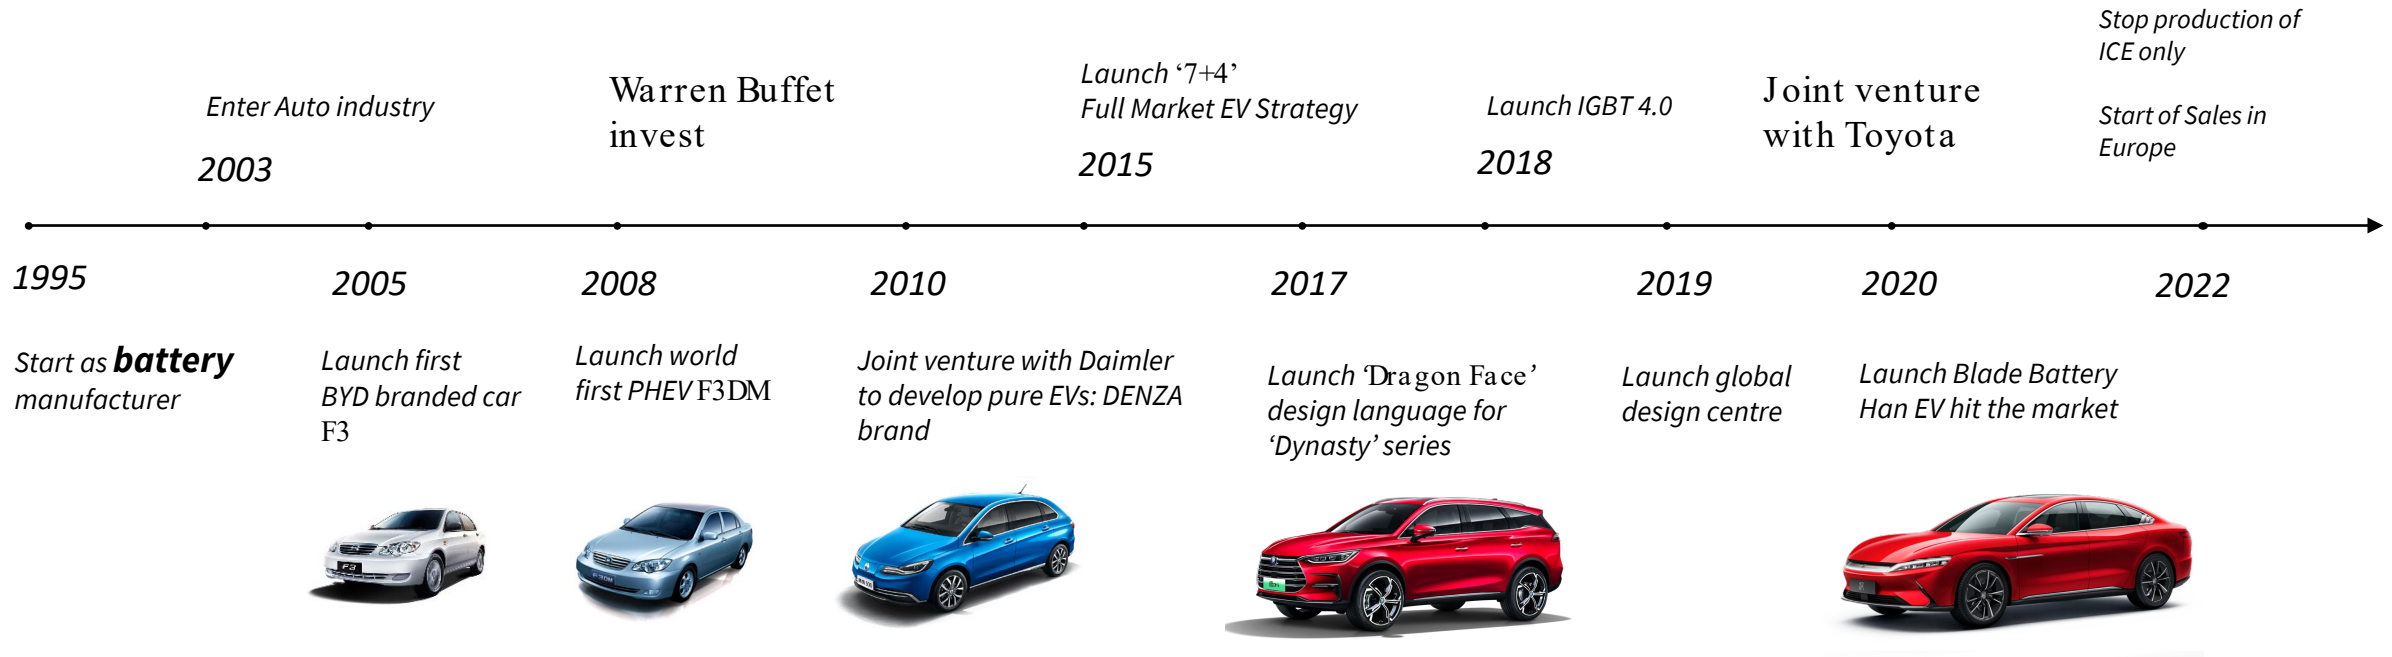 Stop production of
ICE only
Start of Sales in
Europe
Launch ‘7+4’
Full Market EV Strategy
2015
Enter Auto industry
2003
Warren Buffet
invest
Launch IGBT 4.0
2018
Joint venture
with Toyota
1995
2005
2008
2010
2017
2019
2020
2022
Start as battery
manufacturer
Launch first
BYD branded car
F3
Launch world
first PHEV F3DM
Joint venture with Daimler
to develop pure EVs: DENZA
brand
Launch ‘Dragon Face’
design language for
‘Dynasty’ series
Launch global
design centre
Launch Blade Battery
Han EV hit the market
F3
F3DM